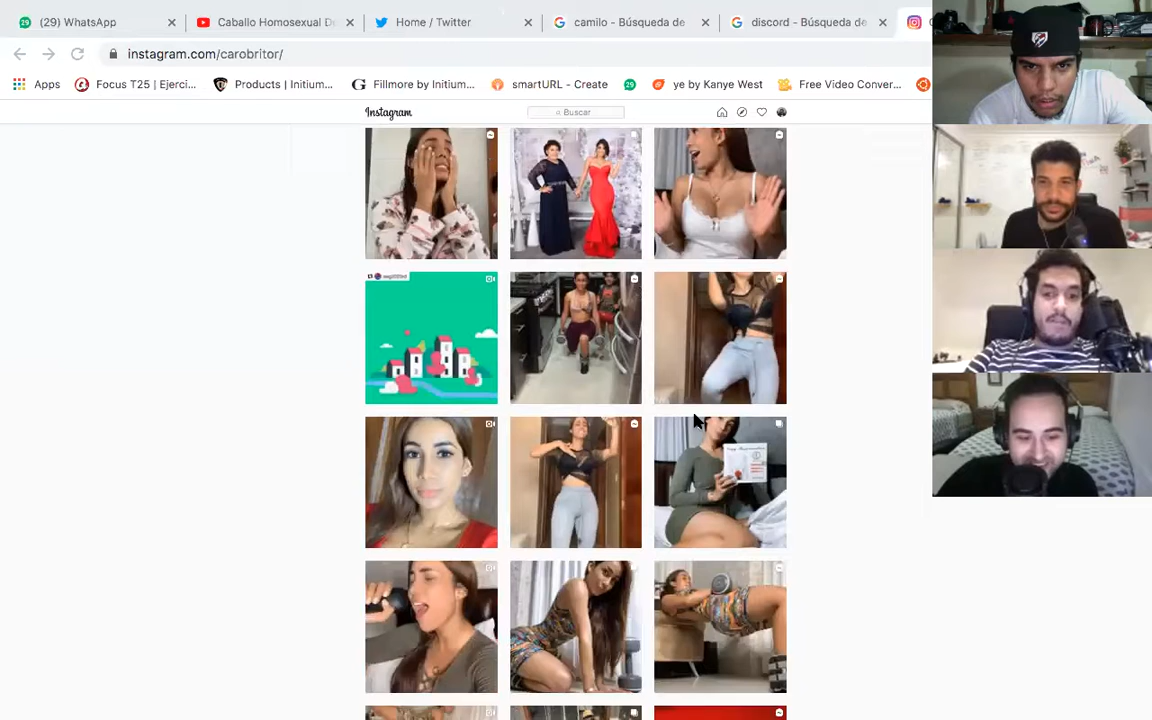 (29) WhatsApp
Caballo Homosexual D
Home / Twitter
camilo - Búsqueda de
discord - Búsqueda de
instagram.com/carobritor/
Apps
Focus T25 | Ejerci...
Products | Initium...
Fillmore by Initium...
smartURL - Create
29
ye by Kanye West
Free Video Conver...
Instagram
Buscar